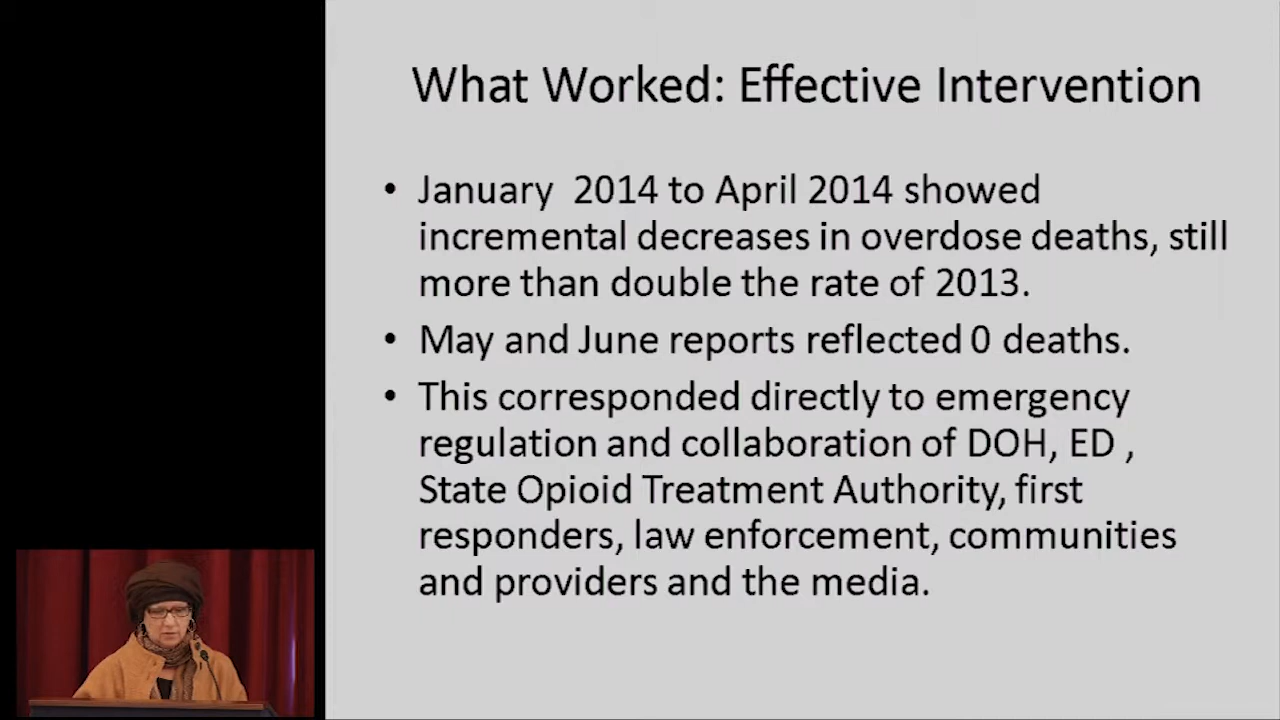 What Worked: Effective Intervention
• January  2014 to April 2014 showed
incremental decreases in overdose deaths, still
more than double the rate of 2013.
• May and June reports reflected 0 deaths.
• This corresponded directly to emergency
regulation and collaboration of DOH, ED ,
State Opioid Treatment Authority, first
responders, law enforcement, communities
and providers and the media.